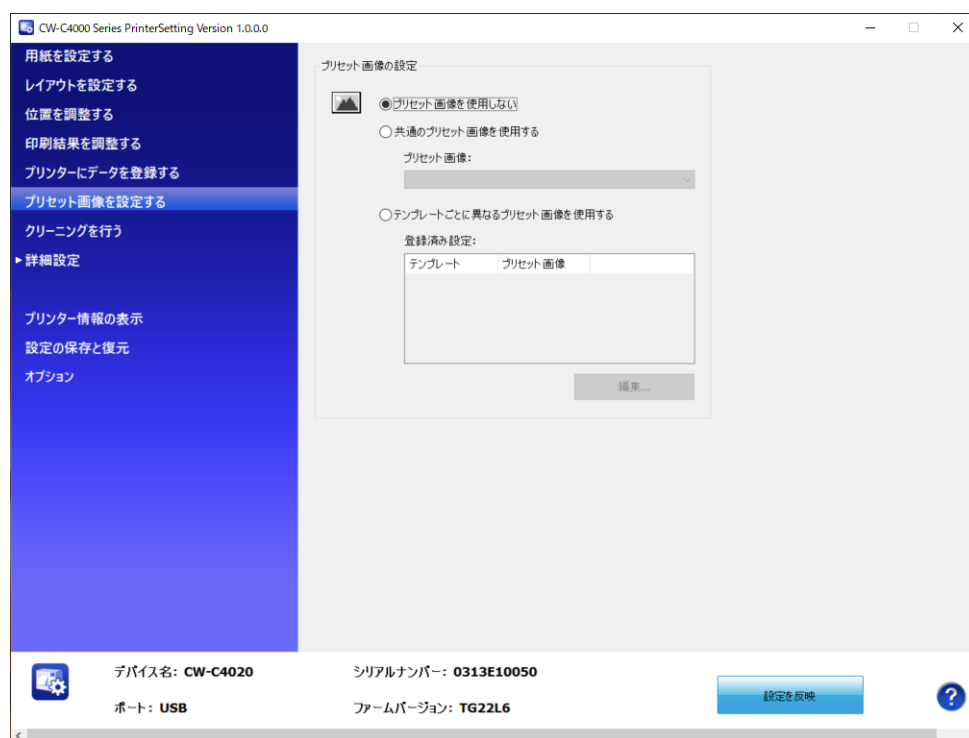 CW-C4000 Series PrinterSetting Version 1.0.0.0
用紙を設定する
レイアウトを設定する
位置を調整する
印刷結果を調整する
プリンターにデータを登録する
プリセット画像を設定する
クリーニングを行う
詳細設定
プリンター情報の表示
設定の保存と復元
オプション
プリセット画像の設定
プリセット画像を使用しない
共通のプリセット画像を使用する
プリセット画像:
テンプレートごとに異なるプリセット画像を使用する
登録済み設定:
テンプレート プリセット画像
編集...
デバイス名: CW-C4020 シリアルナンバー: 0313E10050
ポート: USB ファームバージョン: TG22L6
設定を反映
?